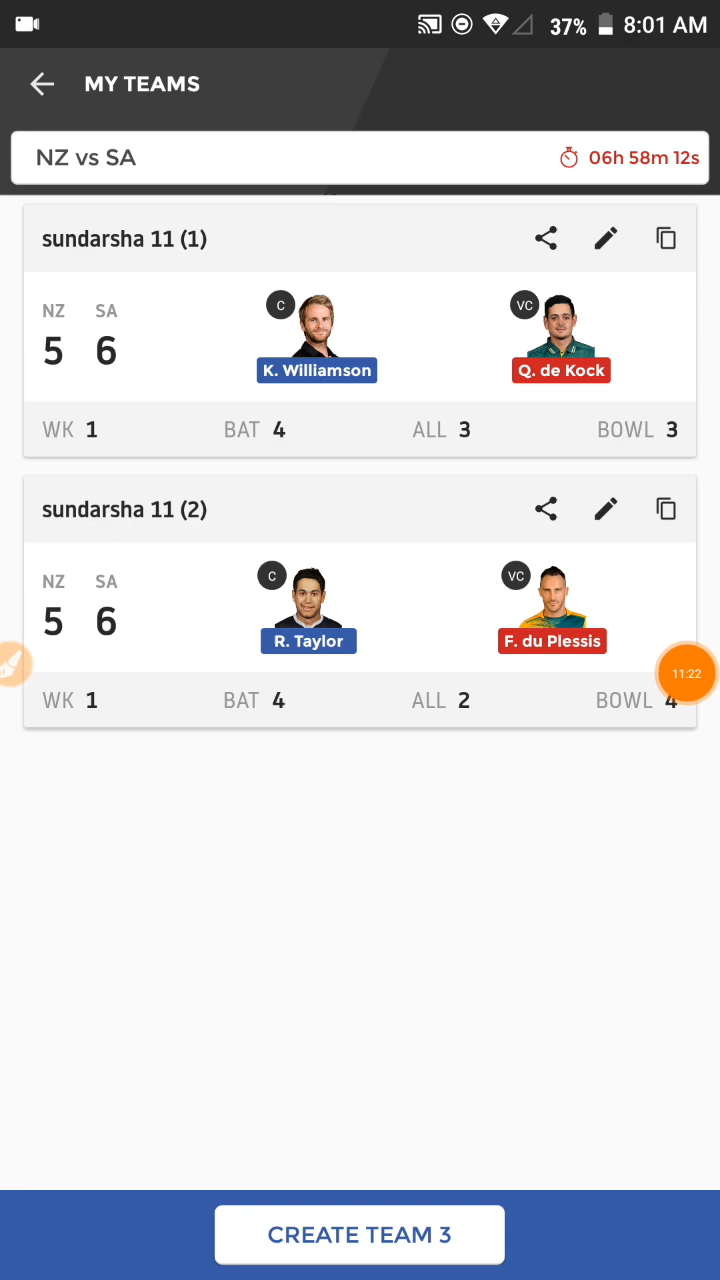 37% 8:01 AM
MY TEAMS
NZ vs SA 06h 58m 12s
sundarsha 11 (1)
NZ SA
5 6
C
K. Williamson
VC
Q. de Kock
WK 1 BAT 4 ALL 3 BOWL 3
sundarsha 11 (2)
NZ SA
5 6
C
R. Taylor
VC
F. du Plessis
11:22
WK 1 BAT 4 ALL 2 BOWL 4
CREATE TEAM 3